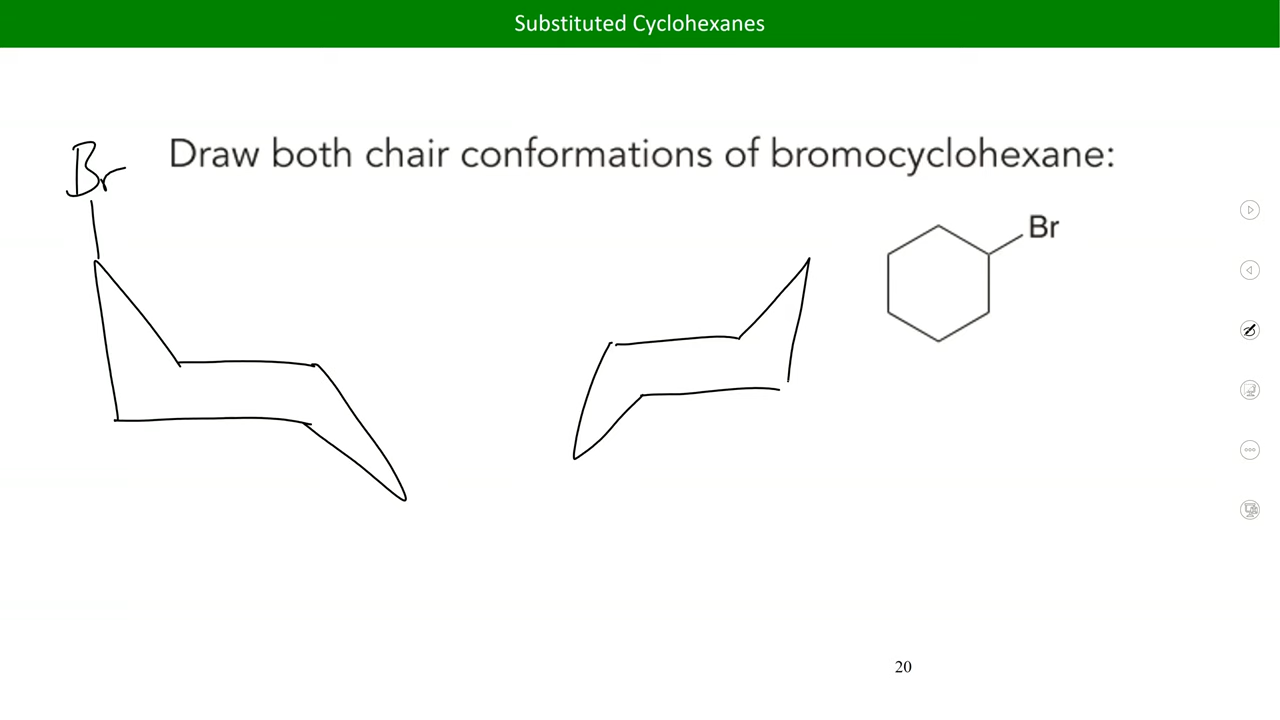 Substituted Cyclohexanes
Draw both chair conformations of bromocyclohexane:
Br
Br
20